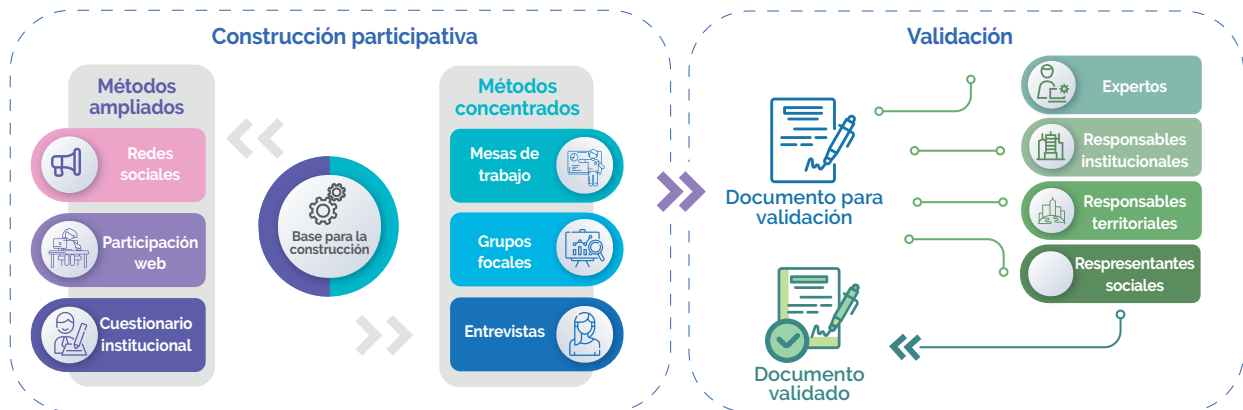 Construcción participativa
Métodos
ampliados
Redes
sociales
Participación
web
Cuestionario
institucional
Base para la
construcción
Métodos
concentrados
Mesas de
trabajo
Grupos
focales
Entrevistas
Validación
Documento para
validación
Expertos
Responsables
institucionales
Responsables
territoriales
Respresentantes
sociales
Documento
validado